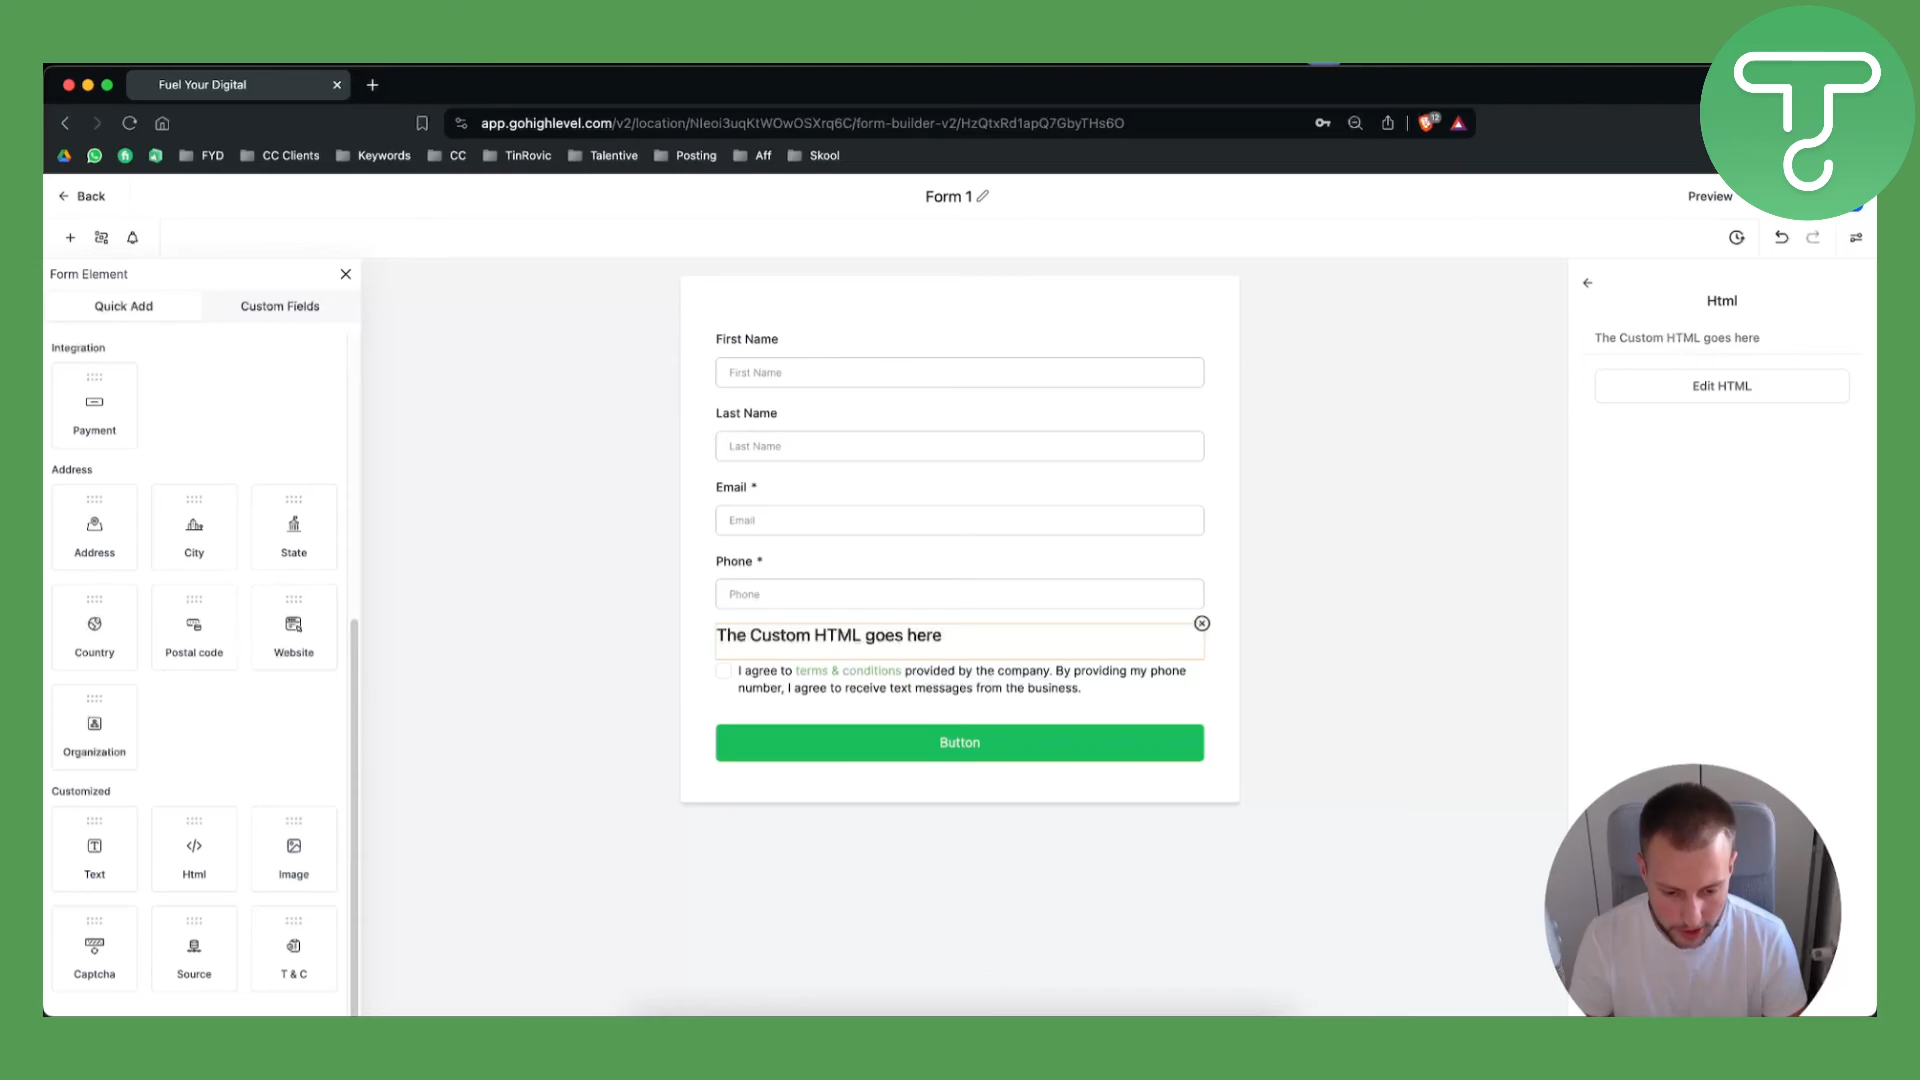 Fuel Your Digital
app.gohighlevel.com/v2/location/Nleoi3uqKtWOwOSXrq6C/form-builder-v2/HzQtxRd1apQ7GbyTHs6O
12
FYD
CC Clients
Keywords
CC
TinRovic
Talentive
Posting
Aff
Skool
Back
Form 1
Preview
Form Element
Quick Add
Custom Fields
Integration
Payment
Address
Address
City
State
Country
Postal code
Website
Organization
Customized
Text
Html
Image
Captcha
Source
T & C
First Name
First Name
Last Name
Last Name
Email *
Email
Phone *
Phone
The Custom HTML goes here
I agree to terms & conditions provided by the company. By providing my phone
number, I agree to receive text messages from the business.
Button
Html
The Custom HTML goes here
Edit HTML